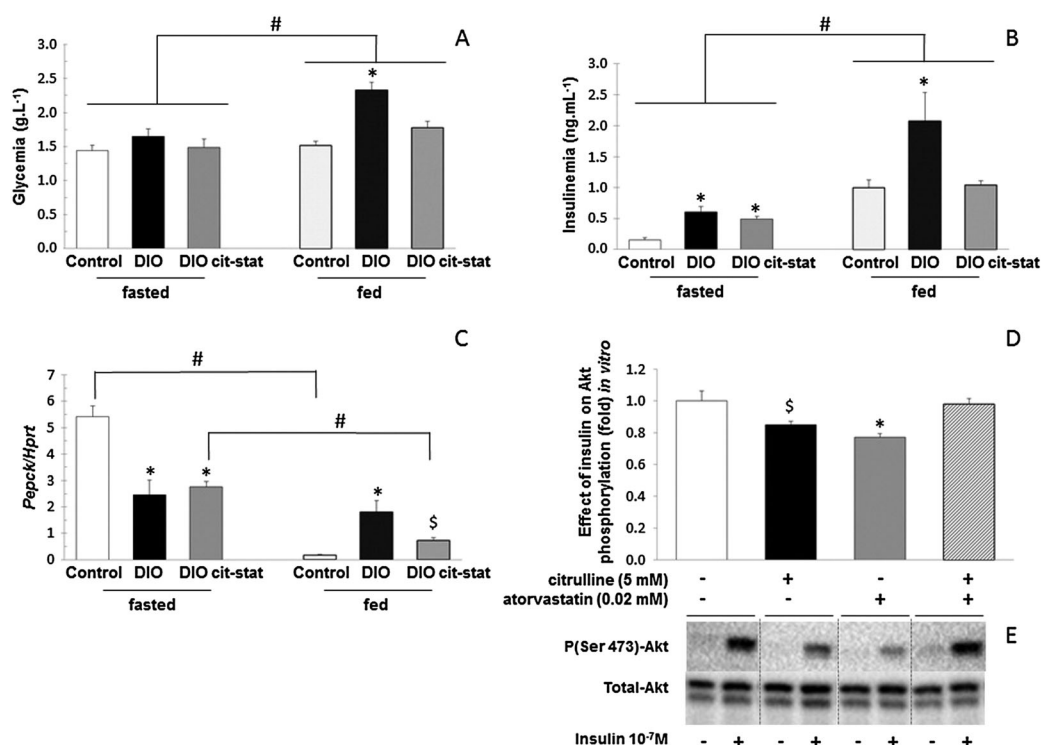 A
#
Glycemia (g.L-1)
3.0
2.5
2.0
1.5
1.0
0.5
0.0
*
Control DIO DIO cit-stat Control DIO DIO cit-stat
fasted fed
B
#
Insulinemia (ng.mL-1)
3.0
2.5
2.0
1.5
1.0
0.5
0.0
* * *
Control DIO DIO cit-stat Control DIO DIO cit-stat
fasted fed
C
#
#
Pepck/Hprt
7
6
5
4
3
2
1
0
* * * $
Control DIO DIO cit-stat Control DIO DIO cit-stat
fasted fed
D
Effect of insulin on Akt
phosphorylation (fold) in vitro
1.2
1.0
0.8
0.6
0.4
0.2
0.0
$ *
citrulline (5 mM) - + - +
atorvastatin (0.02 mM) - - + +
E
P(Ser 473)-Akt
Total-Akt
Insulin 10-7M - + - + - + - +